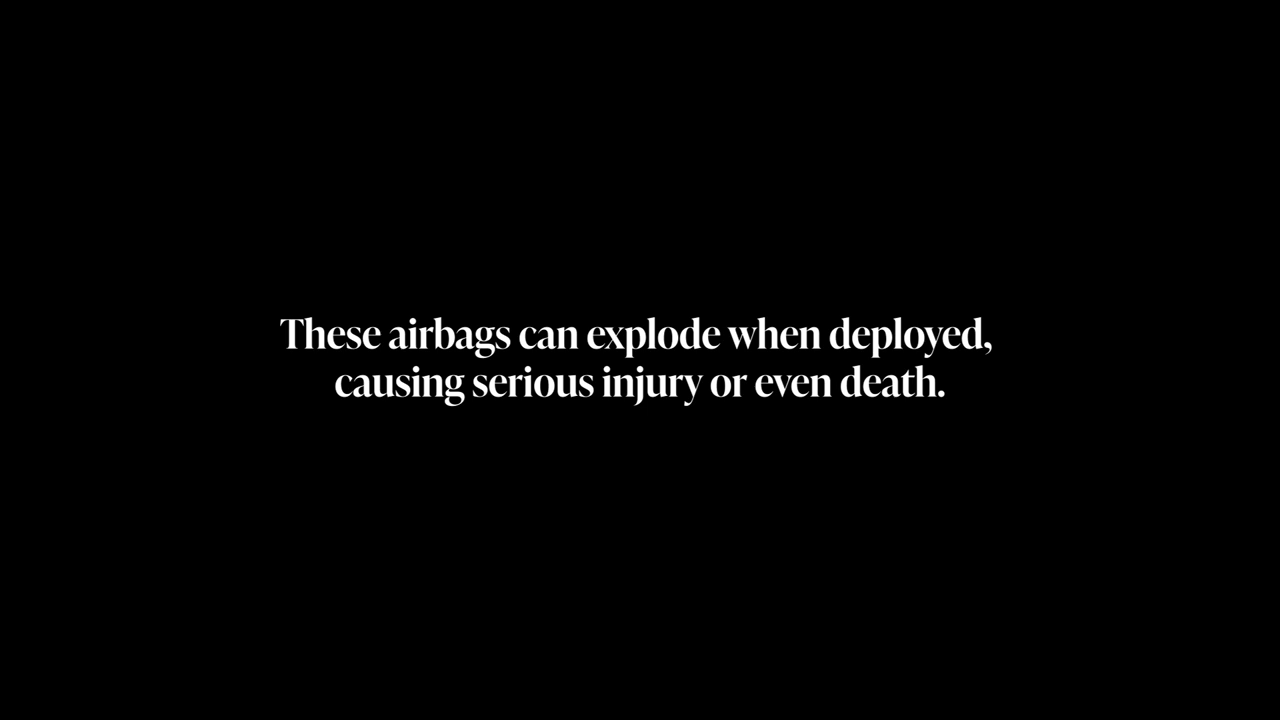 These airbags can explode when deployed,
causing serious injury or even death.